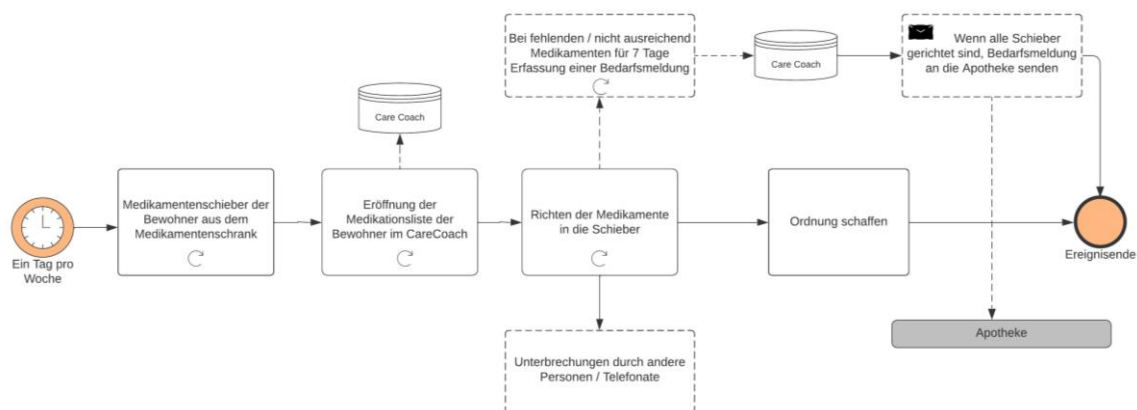 Bei fehlenden / nicht ausreichend
Medikamenten für 7 Tage
Erfassung einer Bedarfsmeldung
Care Coach
Wenn alle Schieber
gerichtet sind, Bedarfsmeldung
an die Apotheke senden
Care Coach
Medikamentenschieber der
Bewohner aus dem
Medikamentenschrank
Eröffnung der
Medikationsliste der
Bewohner im CareCoach
Richten der Medikamente
in die Schieber
Ordnung schaffen
Ein Tag pro
Woche
Ereignisende
Apotheke
Unterbrechungen durch andere
Personen / Telefonate